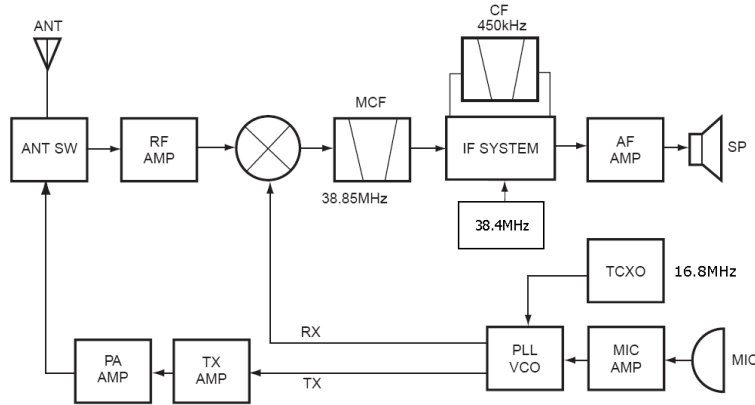 ANT
CF
450kHz
MCF
ANT SW
RF
AMP
IF SYSTEM
AF
AMP
SP
38.85MHz
38.4MHz
TCXO
16.8MHz
RX
PA
AMP
TX
AMP
TX
PLL
VCO
MIC
AMP
MIC